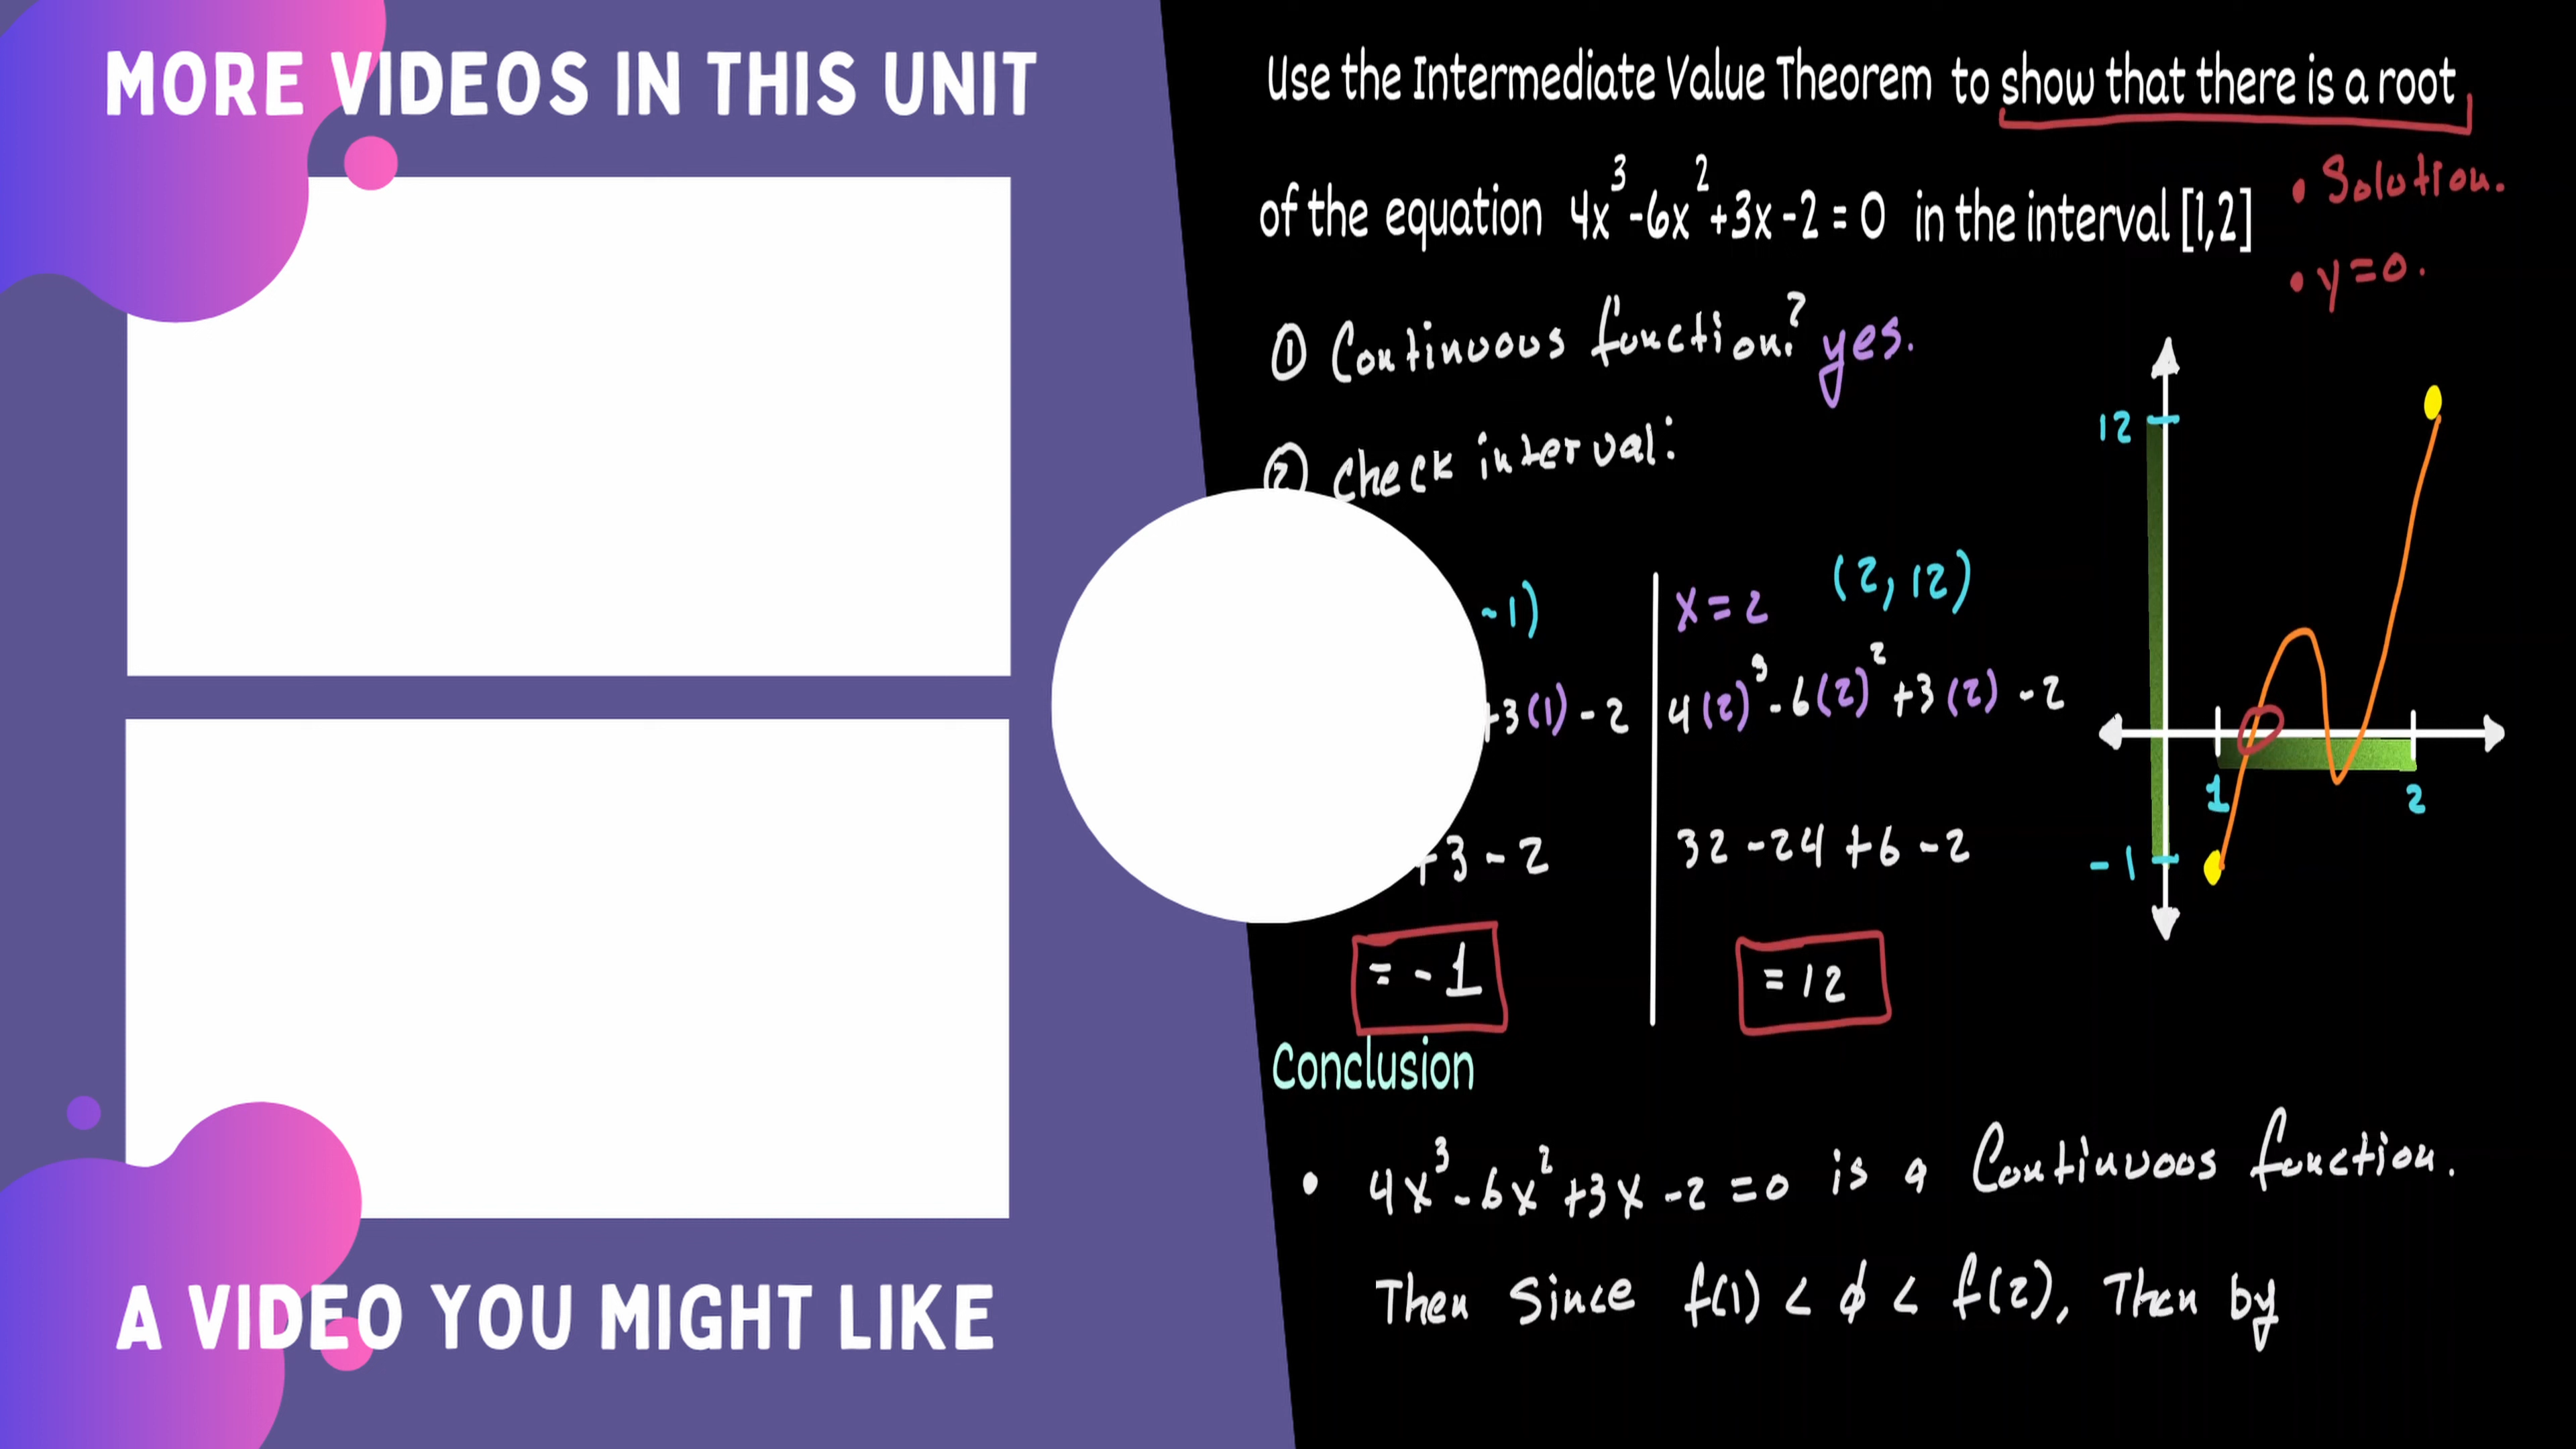 MORE VIDEOS IN THIS UNIT
A VIDEO YOU MIGHT LIKE
Use the Intermediate Value Theorem to show that there is a root
of the equation 4x³-6x²+3x-2=0 in the interval [1,2]
• Solution.
• y=0.
① Continuous function? yes.
② Check interval:
-1)
+3(1)-2
+3-2
= -1
x=2 (2,12)
4(2)³-6(2)²+3(2)-2
32-24+6-2
= 12
12
1
2
-1
Conclusion
• 4x³-6x²+3x-2=0 is a Continuous function.
Then Since f(1) < ϕ < f(2), Then by